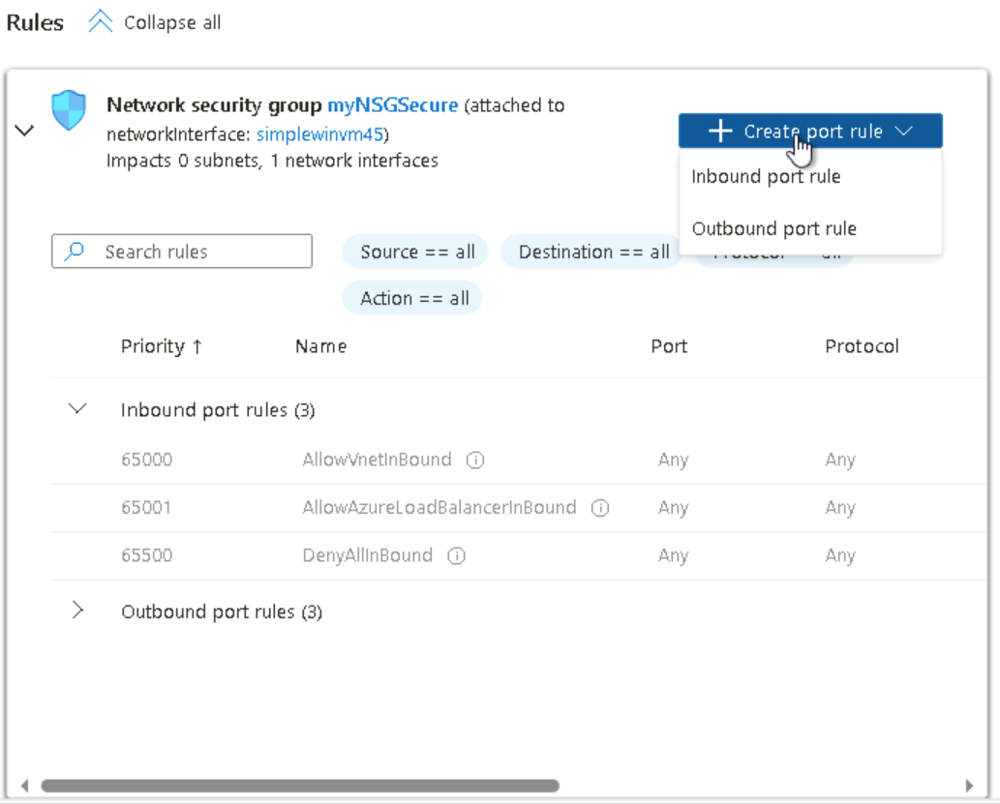 Rules Collapse all
Network security group myNSGSecure (attached to
networkInterface: simplewinvm45)
Impacts 0 subnets, 1 network interfaces
Create port rule
Inbound port rule
Outbound port rule
Search rules Source == all Destination == all
Action == all
Priority ↑ Name Port Protocol
Inbound port rules (3)
65000 AllowVnetInBound Any Any
65001 AllowAzureLoadBalancerInBound Any Any
65500 DenyAllInBound Any Any
Outbound port rules (3)